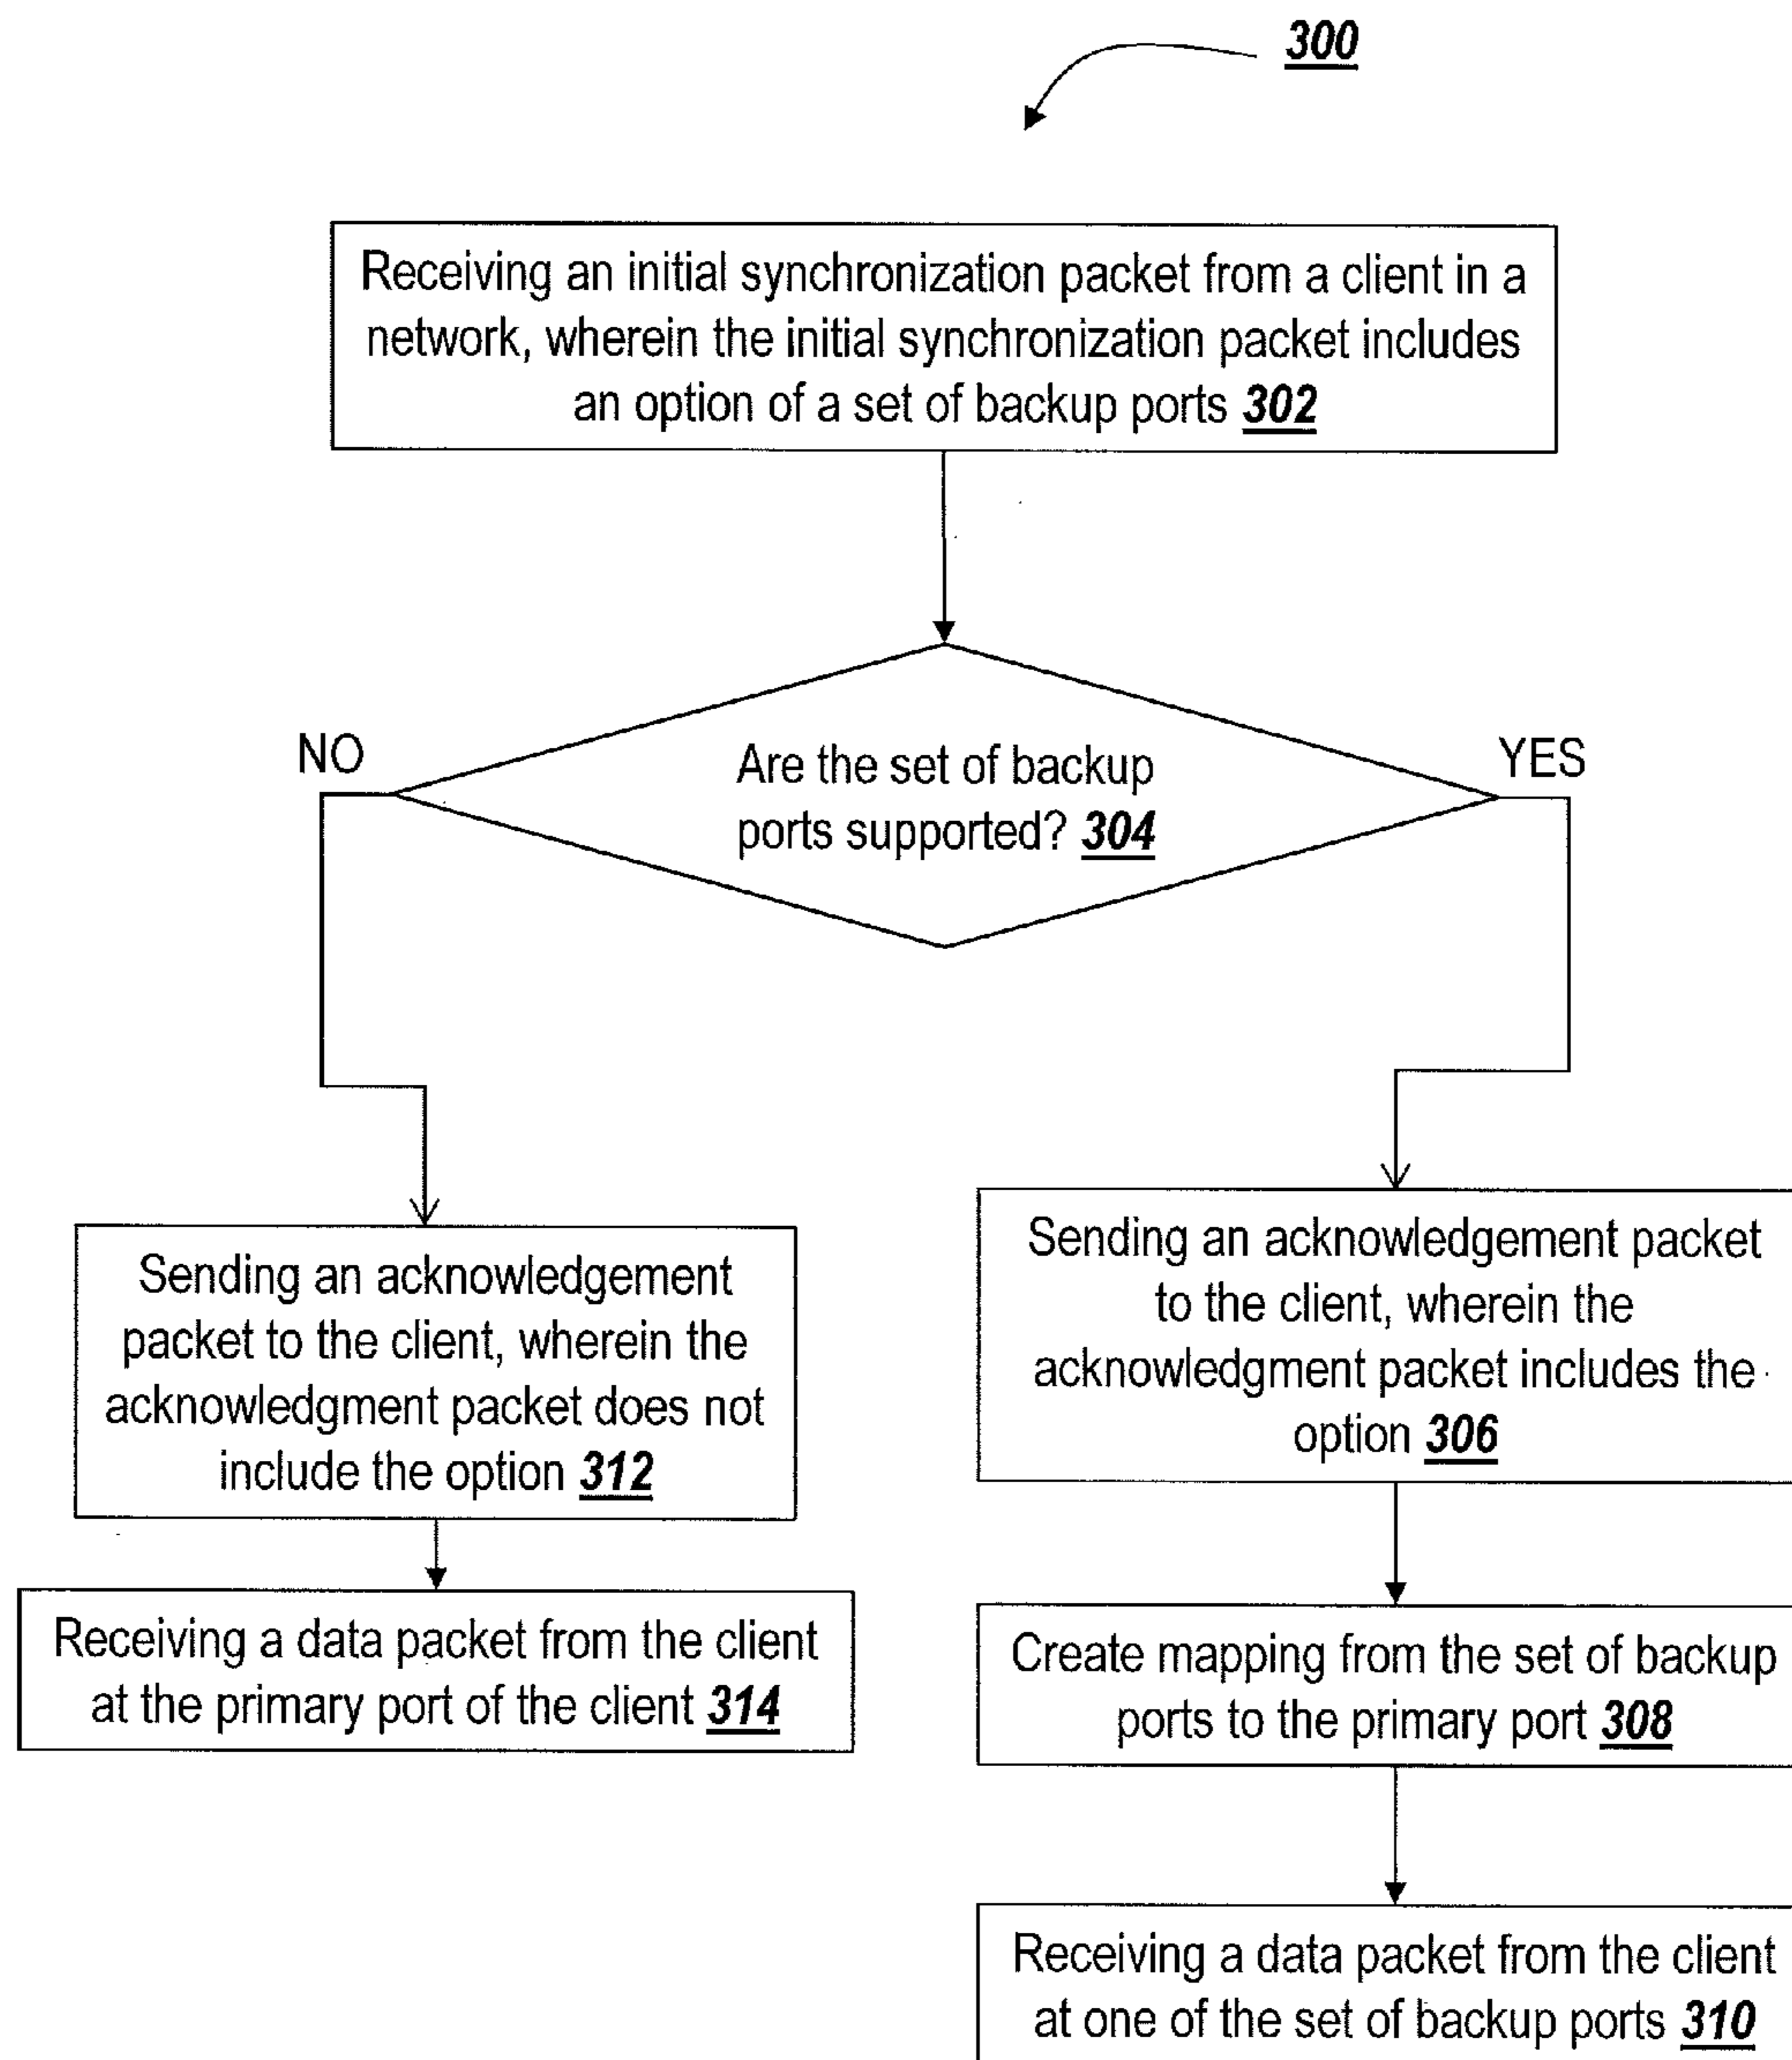 300
Receiving an initial synchronization packet from a client in a
network, wherein the initial synchronization packet includes
an option of a set of backup ports 302
NO
YES
Are the set of backup
ports supported? 304
Sending an acknowledgement
packet to the client, wherein the
acknowledgment packet does not
include the option 312
Sending an acknowledgement packet
to the client, wherein the
acknowledgment packet includes the
option 306
Receiving a data packet from the client
at the primary port of the client 314
Create mapping from the set of backup
ports to the primary port 308
Receiving a data packet from the client
at one of the set of backup ports 310